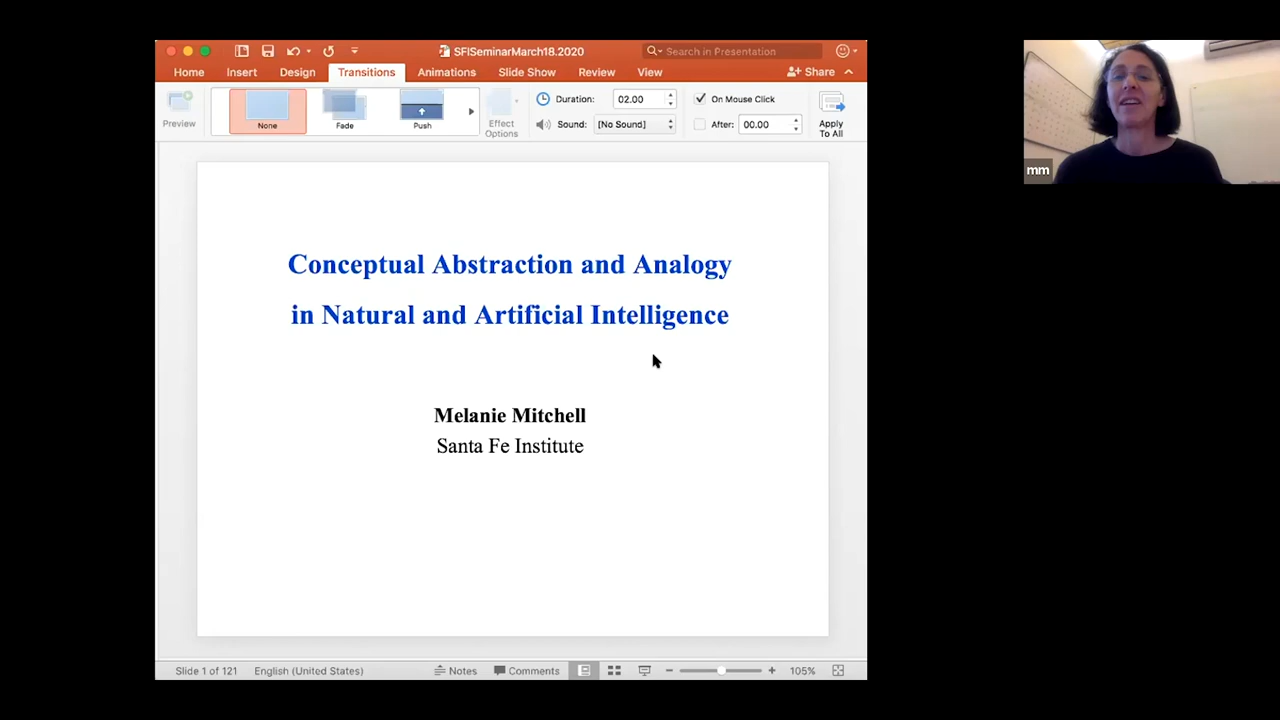 SFISeminarMarch18.2020
Search in Presentation
Home Insert Design Transitions Animations Slide Show Review View Share
Preview
None
Fade
Push
Effect
Options
Duration: 02.00
Sound: [No Sound]
On Mouse Click
After: 00.00
Apply
To All
mm
Conceptual Abstraction and Analogy
in Natural and Artificial Intelligence
Melanie Mitchell
Santa Fe Institute
Slide 1 of 121 English (United States) Notes Comments 105%